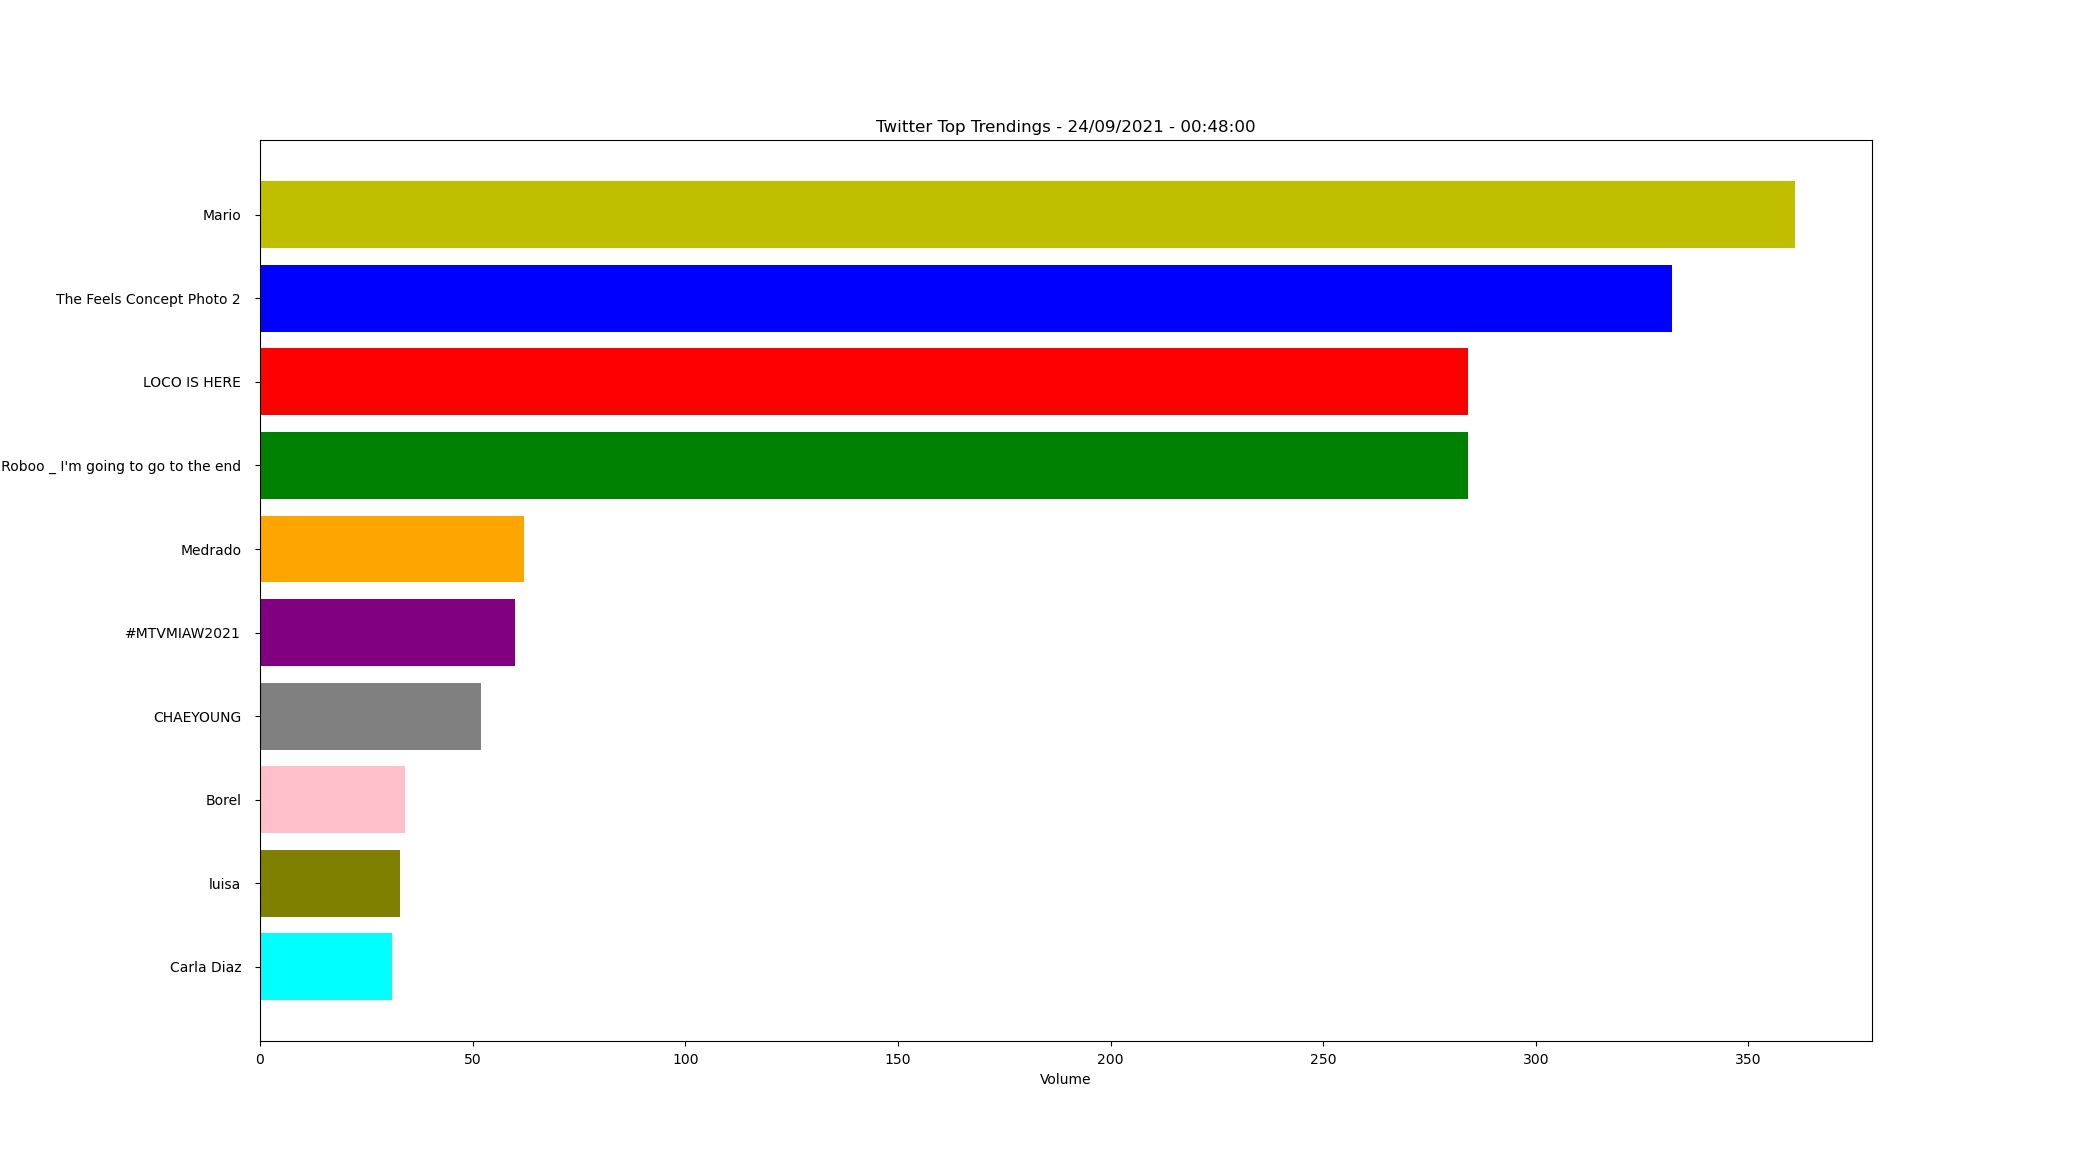 Twitter Top Trendings - 24/09/2021 - 00:48:00
Mario
The Feels Concept Photo 2
LOCO IS HERE
Roboo _ I'm going to go to the end
Medrado
#MTVMIAW2021
CHAEYOUNG
Borel
luisa
Carla Diaz
0 50 100 150 200 250 300 350
Volume